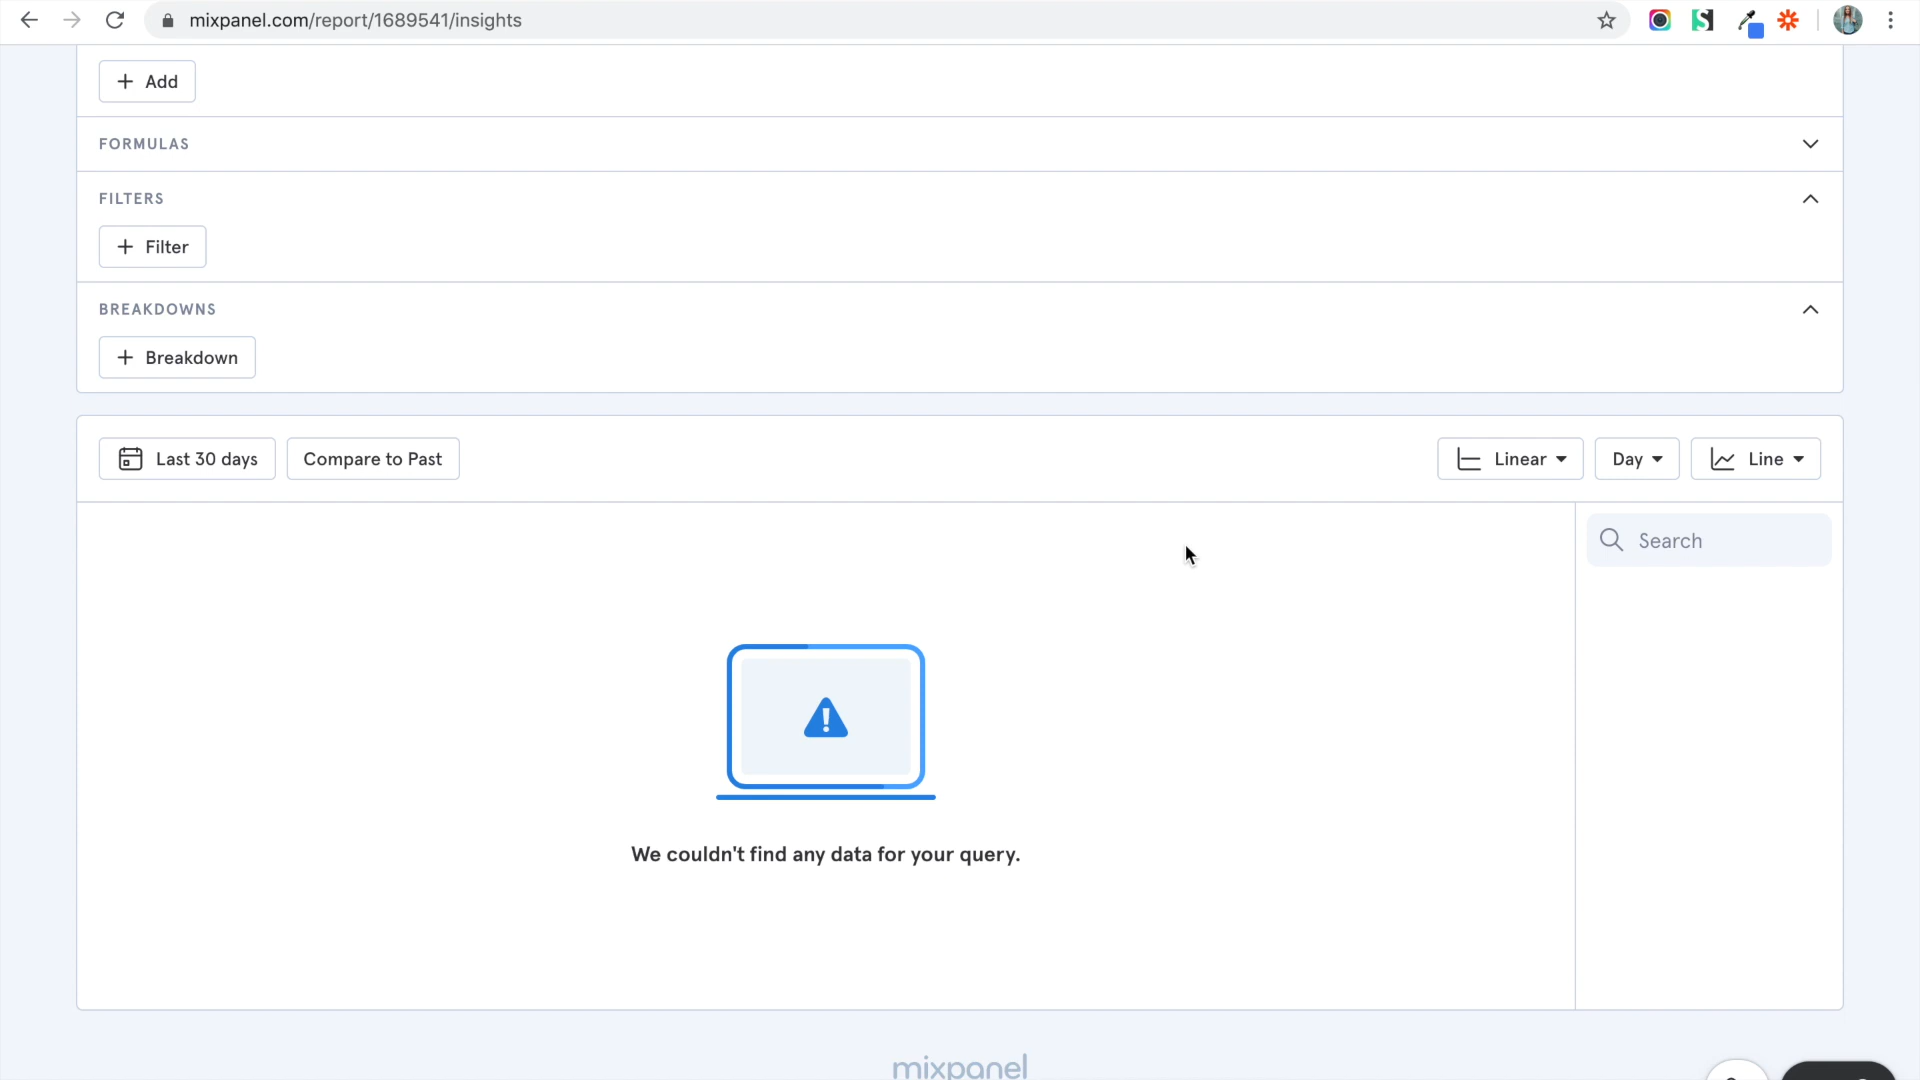 mixpanel.com/report/1689541/insights
Add
FORMULAS
FILTERS
Filter
BREAKDOWNS
Breakdown
Last 30 days Compare to Past Linear Day Line
Search
We couldn't find any data for your query.
mixpanel